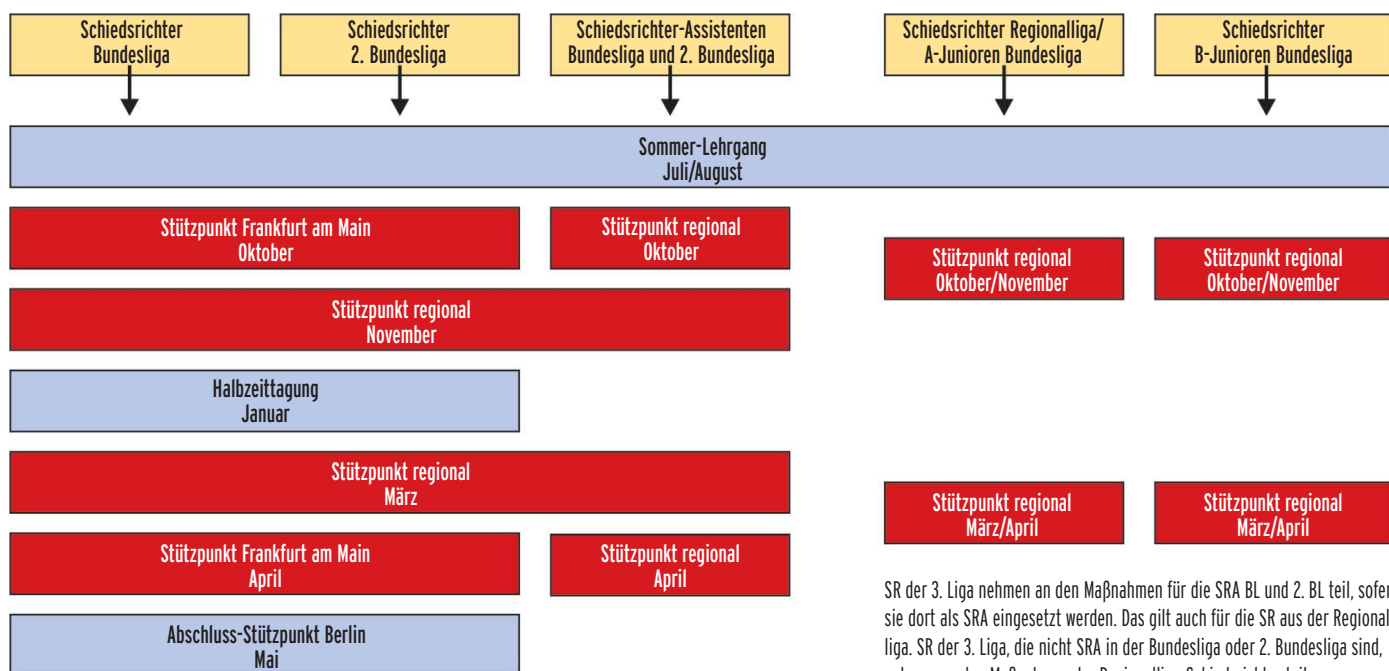 Schiedsrichter
Bundesliga
Schiedsrichter
2. Bundesliga
Schiedsrichter-Assistenten
Bundesliga und 2. Bundesliga
Schiedsrichter Regionalliga/
A-Junioren Bundesliga
Schiedsrichter
B-Junioren Bundesliga
Sommer-Lehrgang
Juli/August
Stützpunkt Frankfurt am Main
Oktober
Stützpunkt regional
Oktober
Stützpunkt regional
Oktober/November
Stützpunkt regional
Oktober/November
Stützpunkt regional
November
Halbzeittagung
Januar
Stützpunkt regional
März
Stützpunkt regional
März/April
Stützpunkt regional
März/April
Stützpunkt Frankfurt am Main
April
Stützpunkt regional
April
Abschluss-Stützpunkt Berlin
Mai
SR der 3. Liga nehmen an den Maßnahmen für die SRA BL und 2. BL teil, sofer
sie dort als SRA eingesetzt werden. Das gilt auch für die SR aus der Regional
liga. SR der 3. Liga, die nicht SRA in der Bundesliga oder 2. Bundesliga sind,